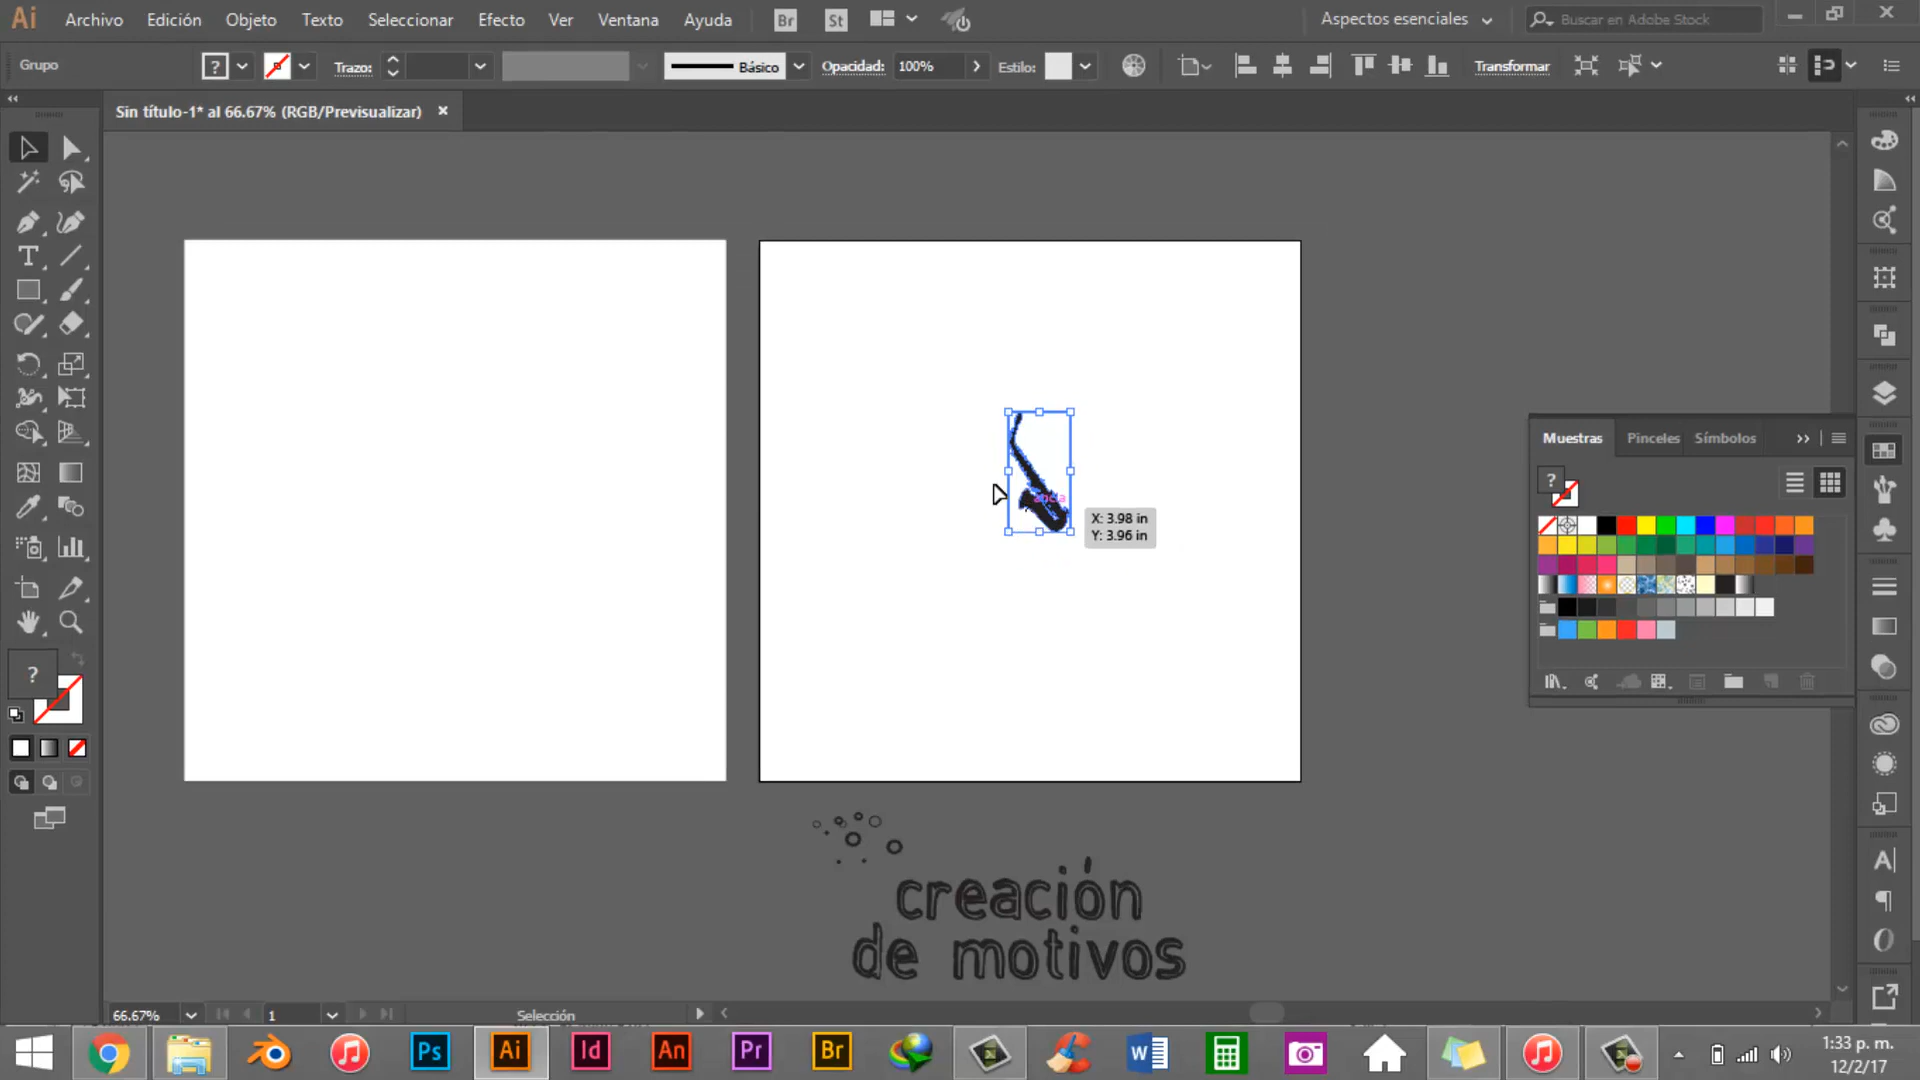 Ai Archivo Edición Objeto Texto Seleccionar Efecto Ver Ventana Ayuda Br St Aspectos esenciales Buscar en Adobe Stock
Grupo ? Trazo: Básico Opacidad: 100% Estilo: Transformar
Sin título-1* al 66.67% (RGB/Previsualizar)
Muestras Pinceles Símbolos
?
ancla
X: 3.98 in
Y: 3.96 in
?
creación
de motivos
66.67% 1 Selección
Ps Ai Id An Pr Br
1:33 p. m.
12/2/17